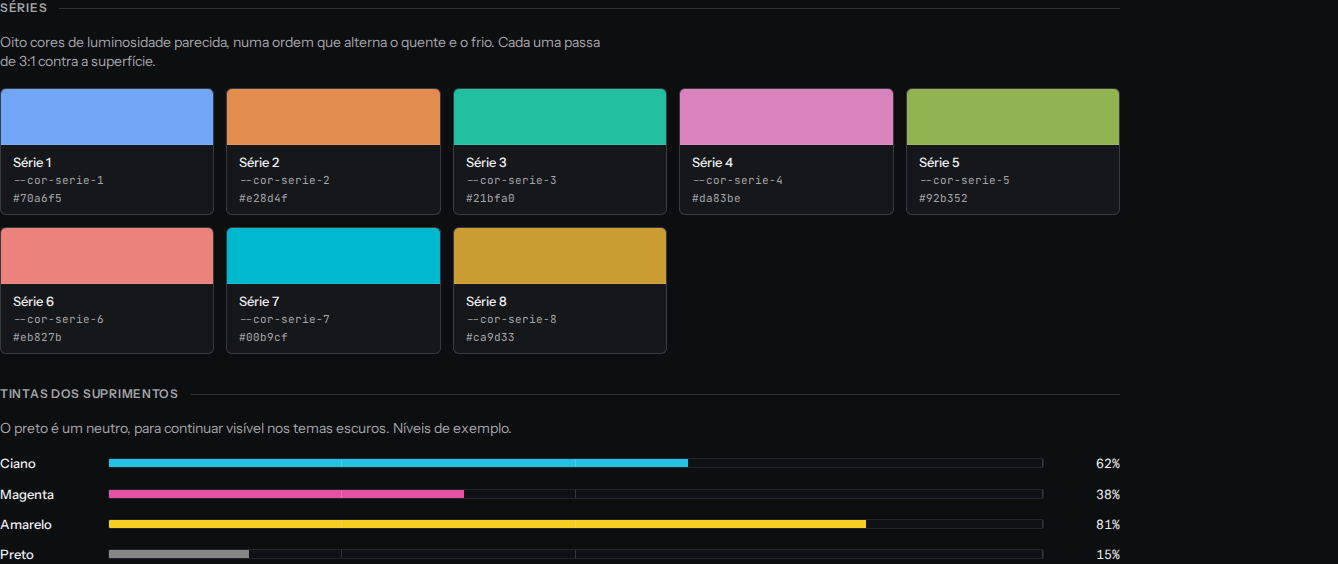 SÉRIES
Oito cores de luminosidade parecida, numa ordem que alterna o quente e o frio. Cada uma passa
de 3:1 contra a superfície.
Série 1
--cor-serie-1
#70a6f5
Série 2
--cor-serie-2
#e28d4f
Série 3
--cor-serie-3
#21bfa0
Série 4
--cor-serie-4
#da83be
Série 5
--cor-serie-5
#92b352
Série 6
--cor-serie-6
#eb827b
Série 7
--cor-serie-7
#00b9cf
Série 8
--cor-serie-8
#ca9d33
TINTAS DOS SUPRIMENTOS
O preto é um neutro, para continuar visível nos temas escuros. Níveis de exemplo.
Ciano 62%
Magenta 38%
Amarelo 81%
Preto 15%